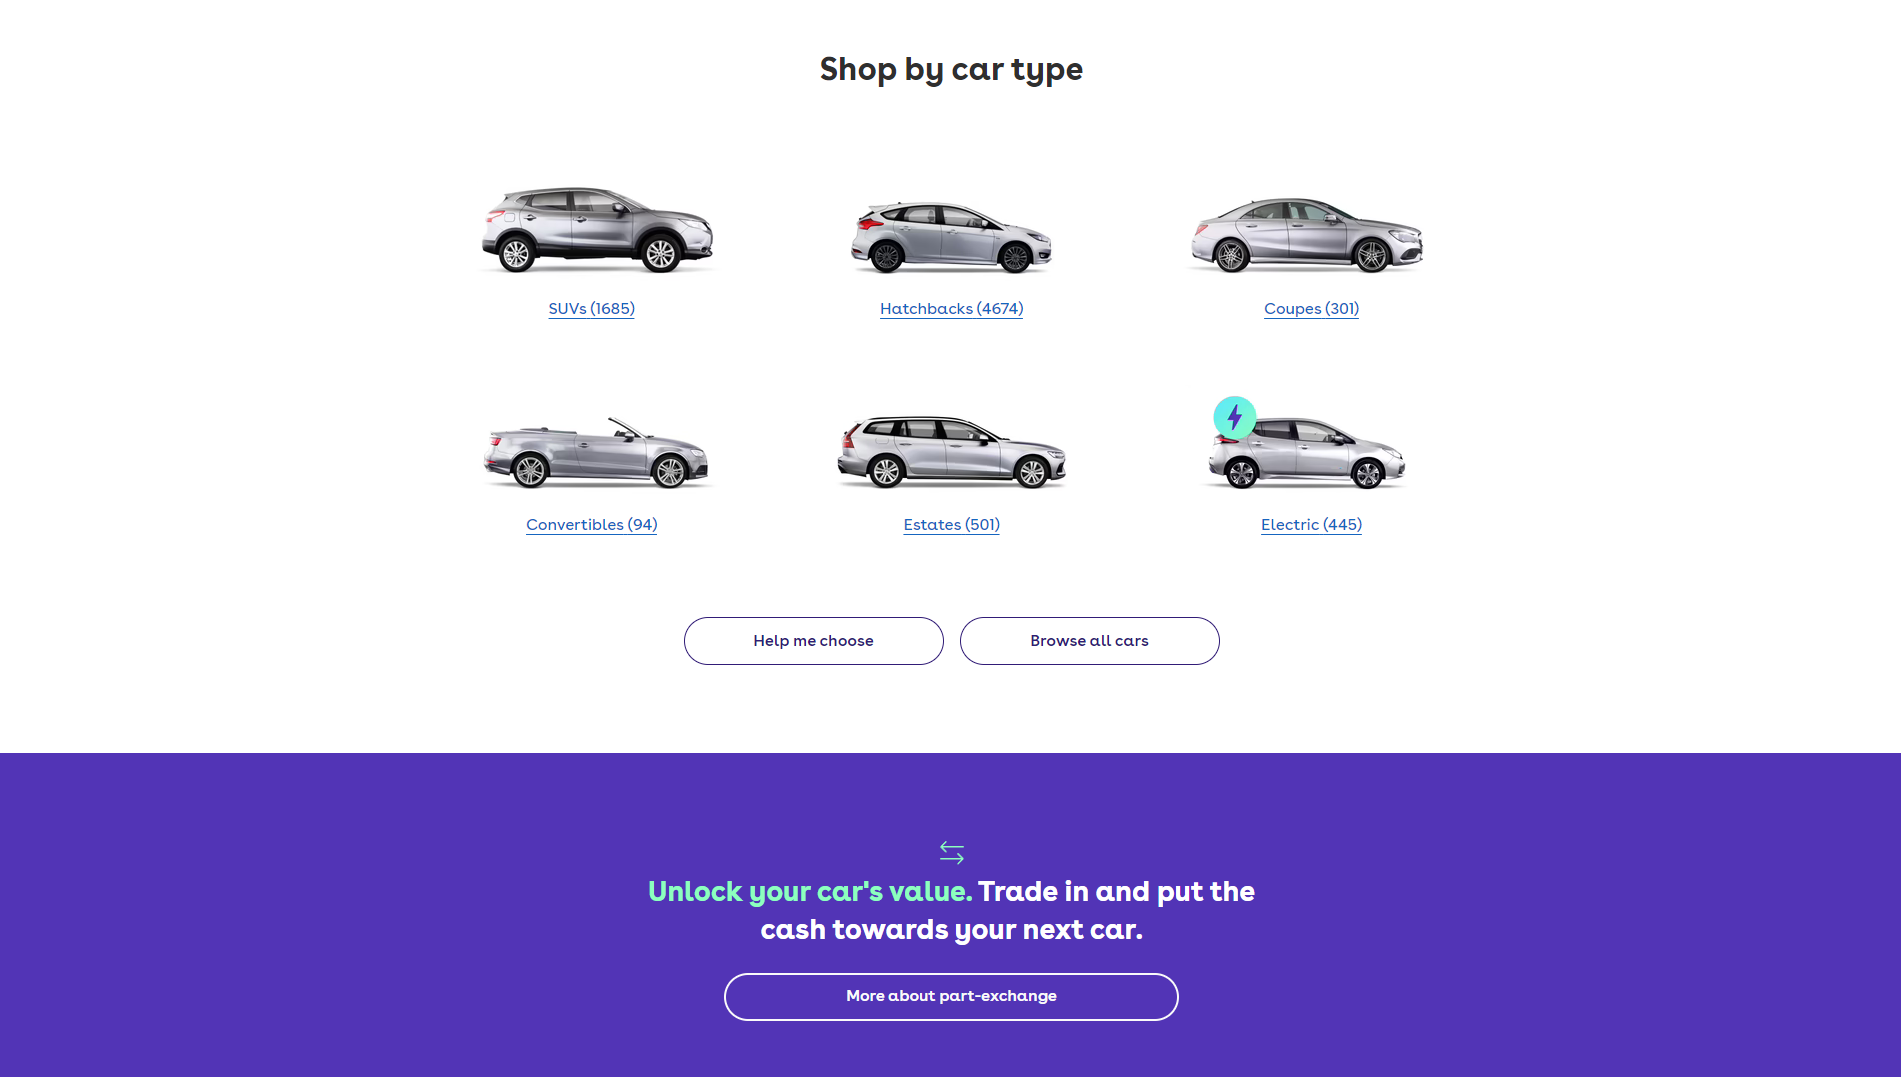 Shop by car type
SUVs (1685)
Hatchbacks (4674)
Coupes (301)
Convertibles (94)
Estates (501)
Electric (445)
Help me choose
Browse all cars
Unlock your car's value. Trade in and put the
cash towards your next car.
More about part-exchange